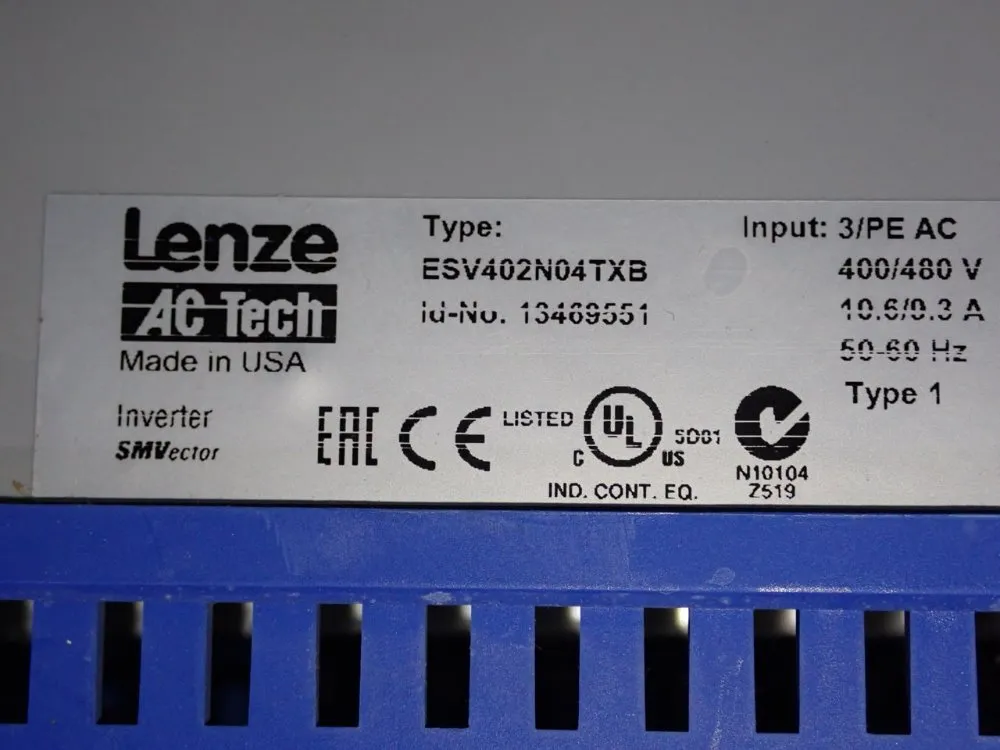 Lenze
AC Tech
Made in USA
Inverter
SMVector
Type:
ESV402N04TXB
Id-No. 13469551
Input: 3/PE AC
400/480 V
10.6/9.3 A
50-60 Hz
Type 1
EAC CE LISTED
C UL US
5D81
IND. CONT. EQ.
N10104
Z519